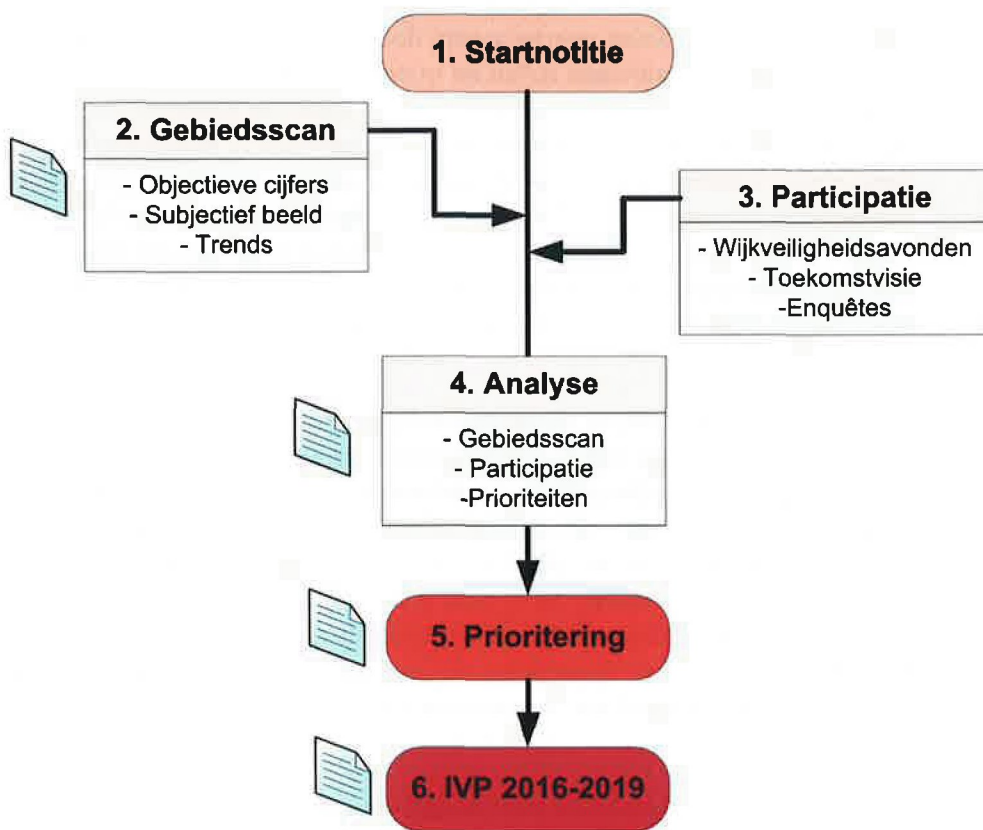 1. Startnotitie
2. Gebiedsscan
- Objectieve cijfers
- Subjectief beeld
- Trends
3. Participatie
- Wijkveiligheidsavonden
- Toekomstvisie
-Enquêtes
4. Analyse
- Gebiedsscan
- Participatie
-Prioriteiten
5. Prioritering
6. IVP 2016-2019